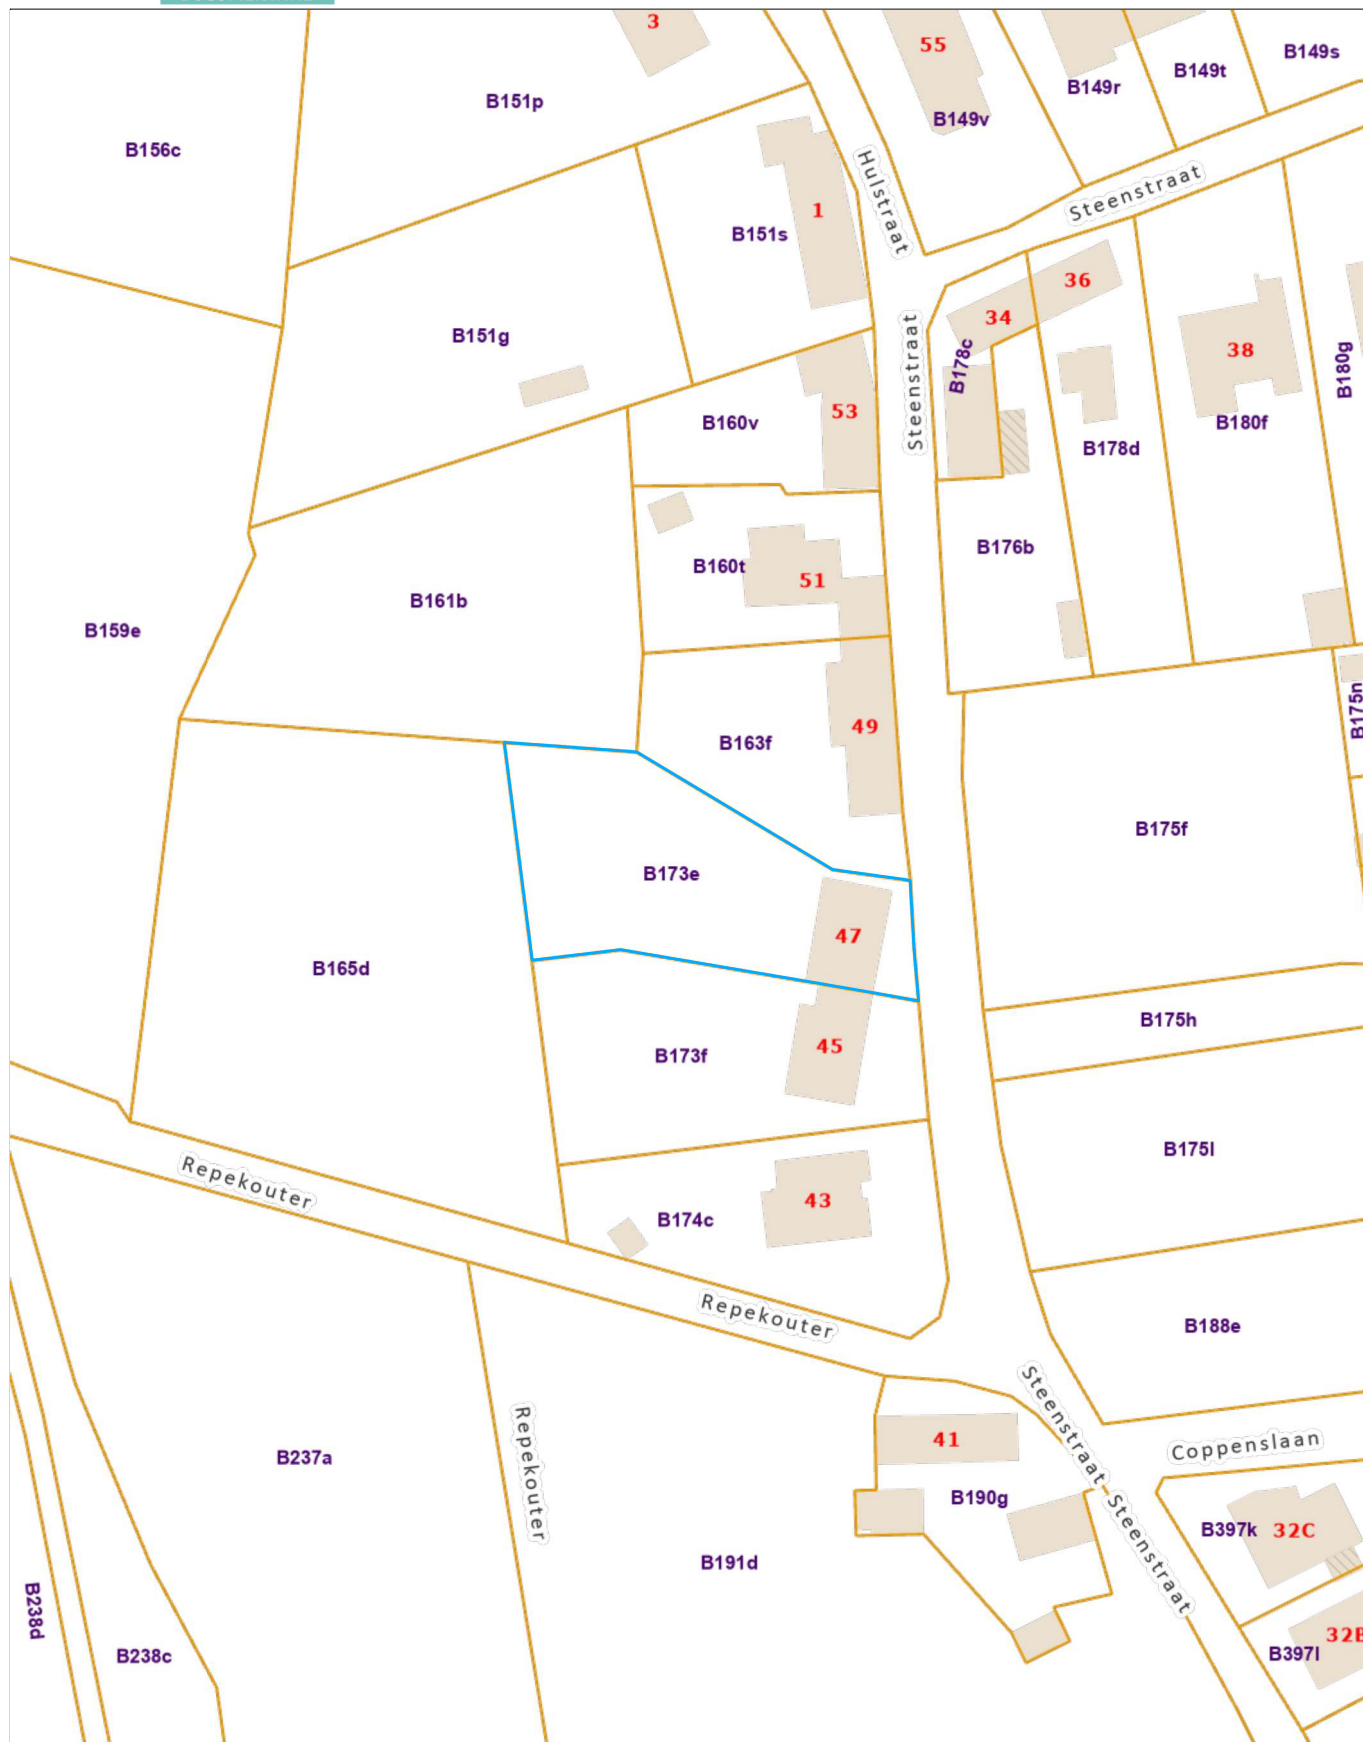 3
55
B149s
B149t
B149r
B151p
B149v
B156c
Hulstraat
Steenstraat
1
B151s
36
34
38
B151g
Steenstraat
B178c
B180g
53
B160v
B180f
B178d
B176b
B160t
51
B161b
B159e
B175n
49
B163f
B175f
B173e
47
B165d
B175h
45
B173f
B175l
Repekouter
43
B174c
Repekouter
B188e
Steenstraat
Repekouter
41
Coppenslaan
B237a
B190g
Steenstraat
B397k
32C
B191d
B238d
32B
B238c
B397l